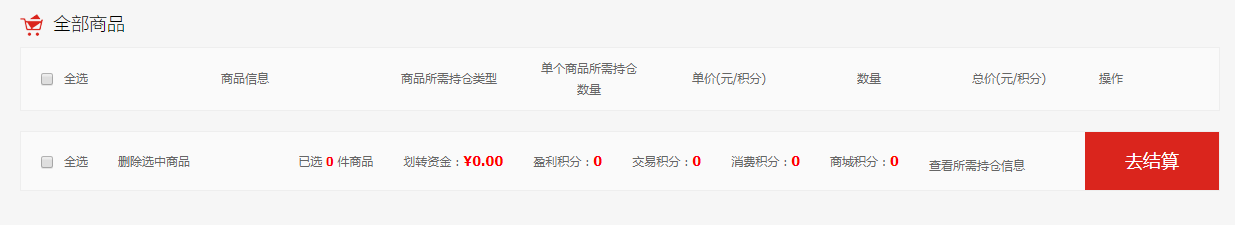 全部商品
全选 商品信息 商品所需持仓类型 单个商品所需持仓数量 单价(元/积分) 数量 总价(元/积分) 操作
全选 删除选中商品 已选 0 件商品 划转资金：¥0.00 盈利积分：0 交易积分：0 消费积分：0 商城积分：0 查看所需持仓信息 去结算